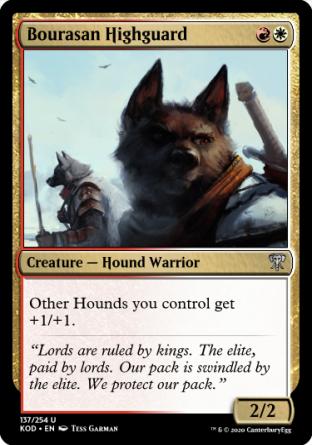 Bourasan Highguard
Creature — Hound Warrior
Other Hounds you control get
+1/+1.
“Lords are ruled by kings. The elite,
paid by lords. Our pack is swindled by
the elite. We protect our pack.”
2/2
137/254 U
KOD • EN Tess Garman
™ & © 2020 CanterburyEgg